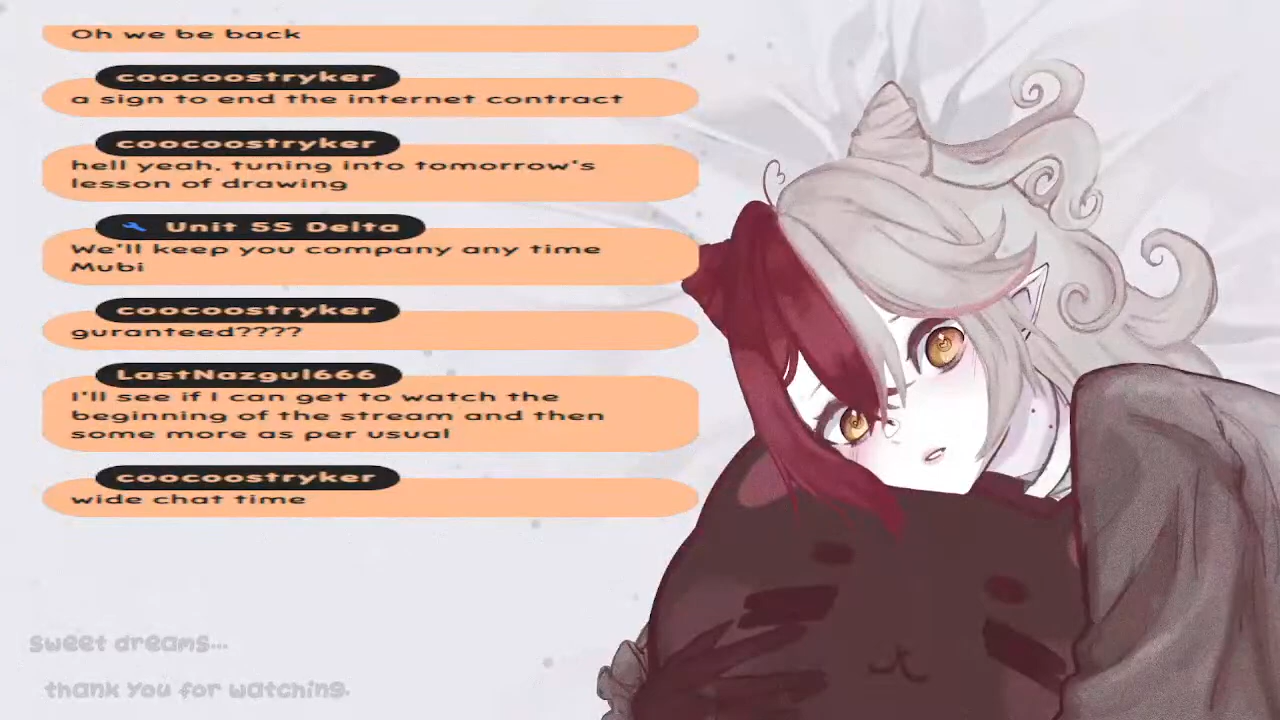 Oh we be back
coocoostryker
a sign to end the internet contract
coocoostryker
hell yeah, tuning into tomorrow's
lesson of drawing
Unit SS Delta
We'll keep you company any time
Mubi
coocoostryker
guranteed????
LastNazgul666
I'll see if I can get to watch the
beginning of the stream and then
some more as per usual
coocoostryker
wide chat time
sweet dreams...
thank you for watching.